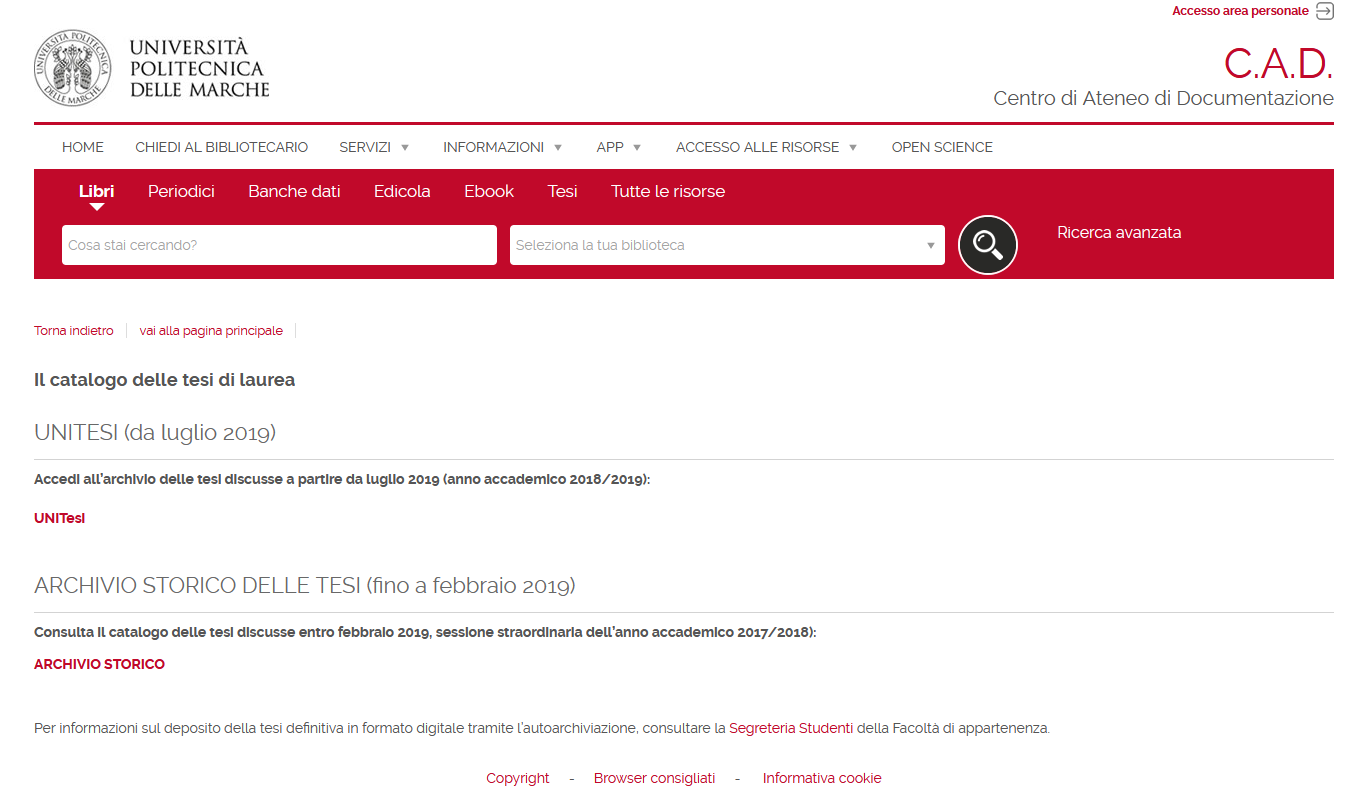 Accesso area personale
UNIVERSITÀ POLITECNICA DELLE MARCHE
UNIVERSITÀ
POLITECNICA
DELLE MARCHE
C.A.D.
Centro di Ateneo di Documentazione
HOME CHIEDI AL BIBLIOTECARIO SERVIZI INFORMAZIONI APP ACCESSO ALLE RISORSE OPEN SCIENCE
Libri Periodici Banche dati Edicola Ebook Tesi Tutte le risorse
Cosa stai cercando? Seleziona la tua biblioteca Ricerca avanzata
Torna indietro vai alla pagina principale
Il catalogo delle tesi di laurea
UNITESI (da luglio 2019)
Accedi all'archivio delle tesi discusse a partire da luglio 2019 (anno accademico 2018/2019):
UNITesi
ARCHIVIO STORICO DELLE TESI (fino a febbraio 2019)
Consulta il catalogo delle tesi discusse entro febbraio 2019, sessione straordinaria dell'anno accademico 2017/2018):
ARCHIVIO STORICO
Per informazioni sul deposito della tesi definitiva in formato digitale tramite l'autoarchiviazione, consultare la Segreteria Studenti della Facoltà di appartenenza.
Copyright - Browser consigliati - Informativa cookie